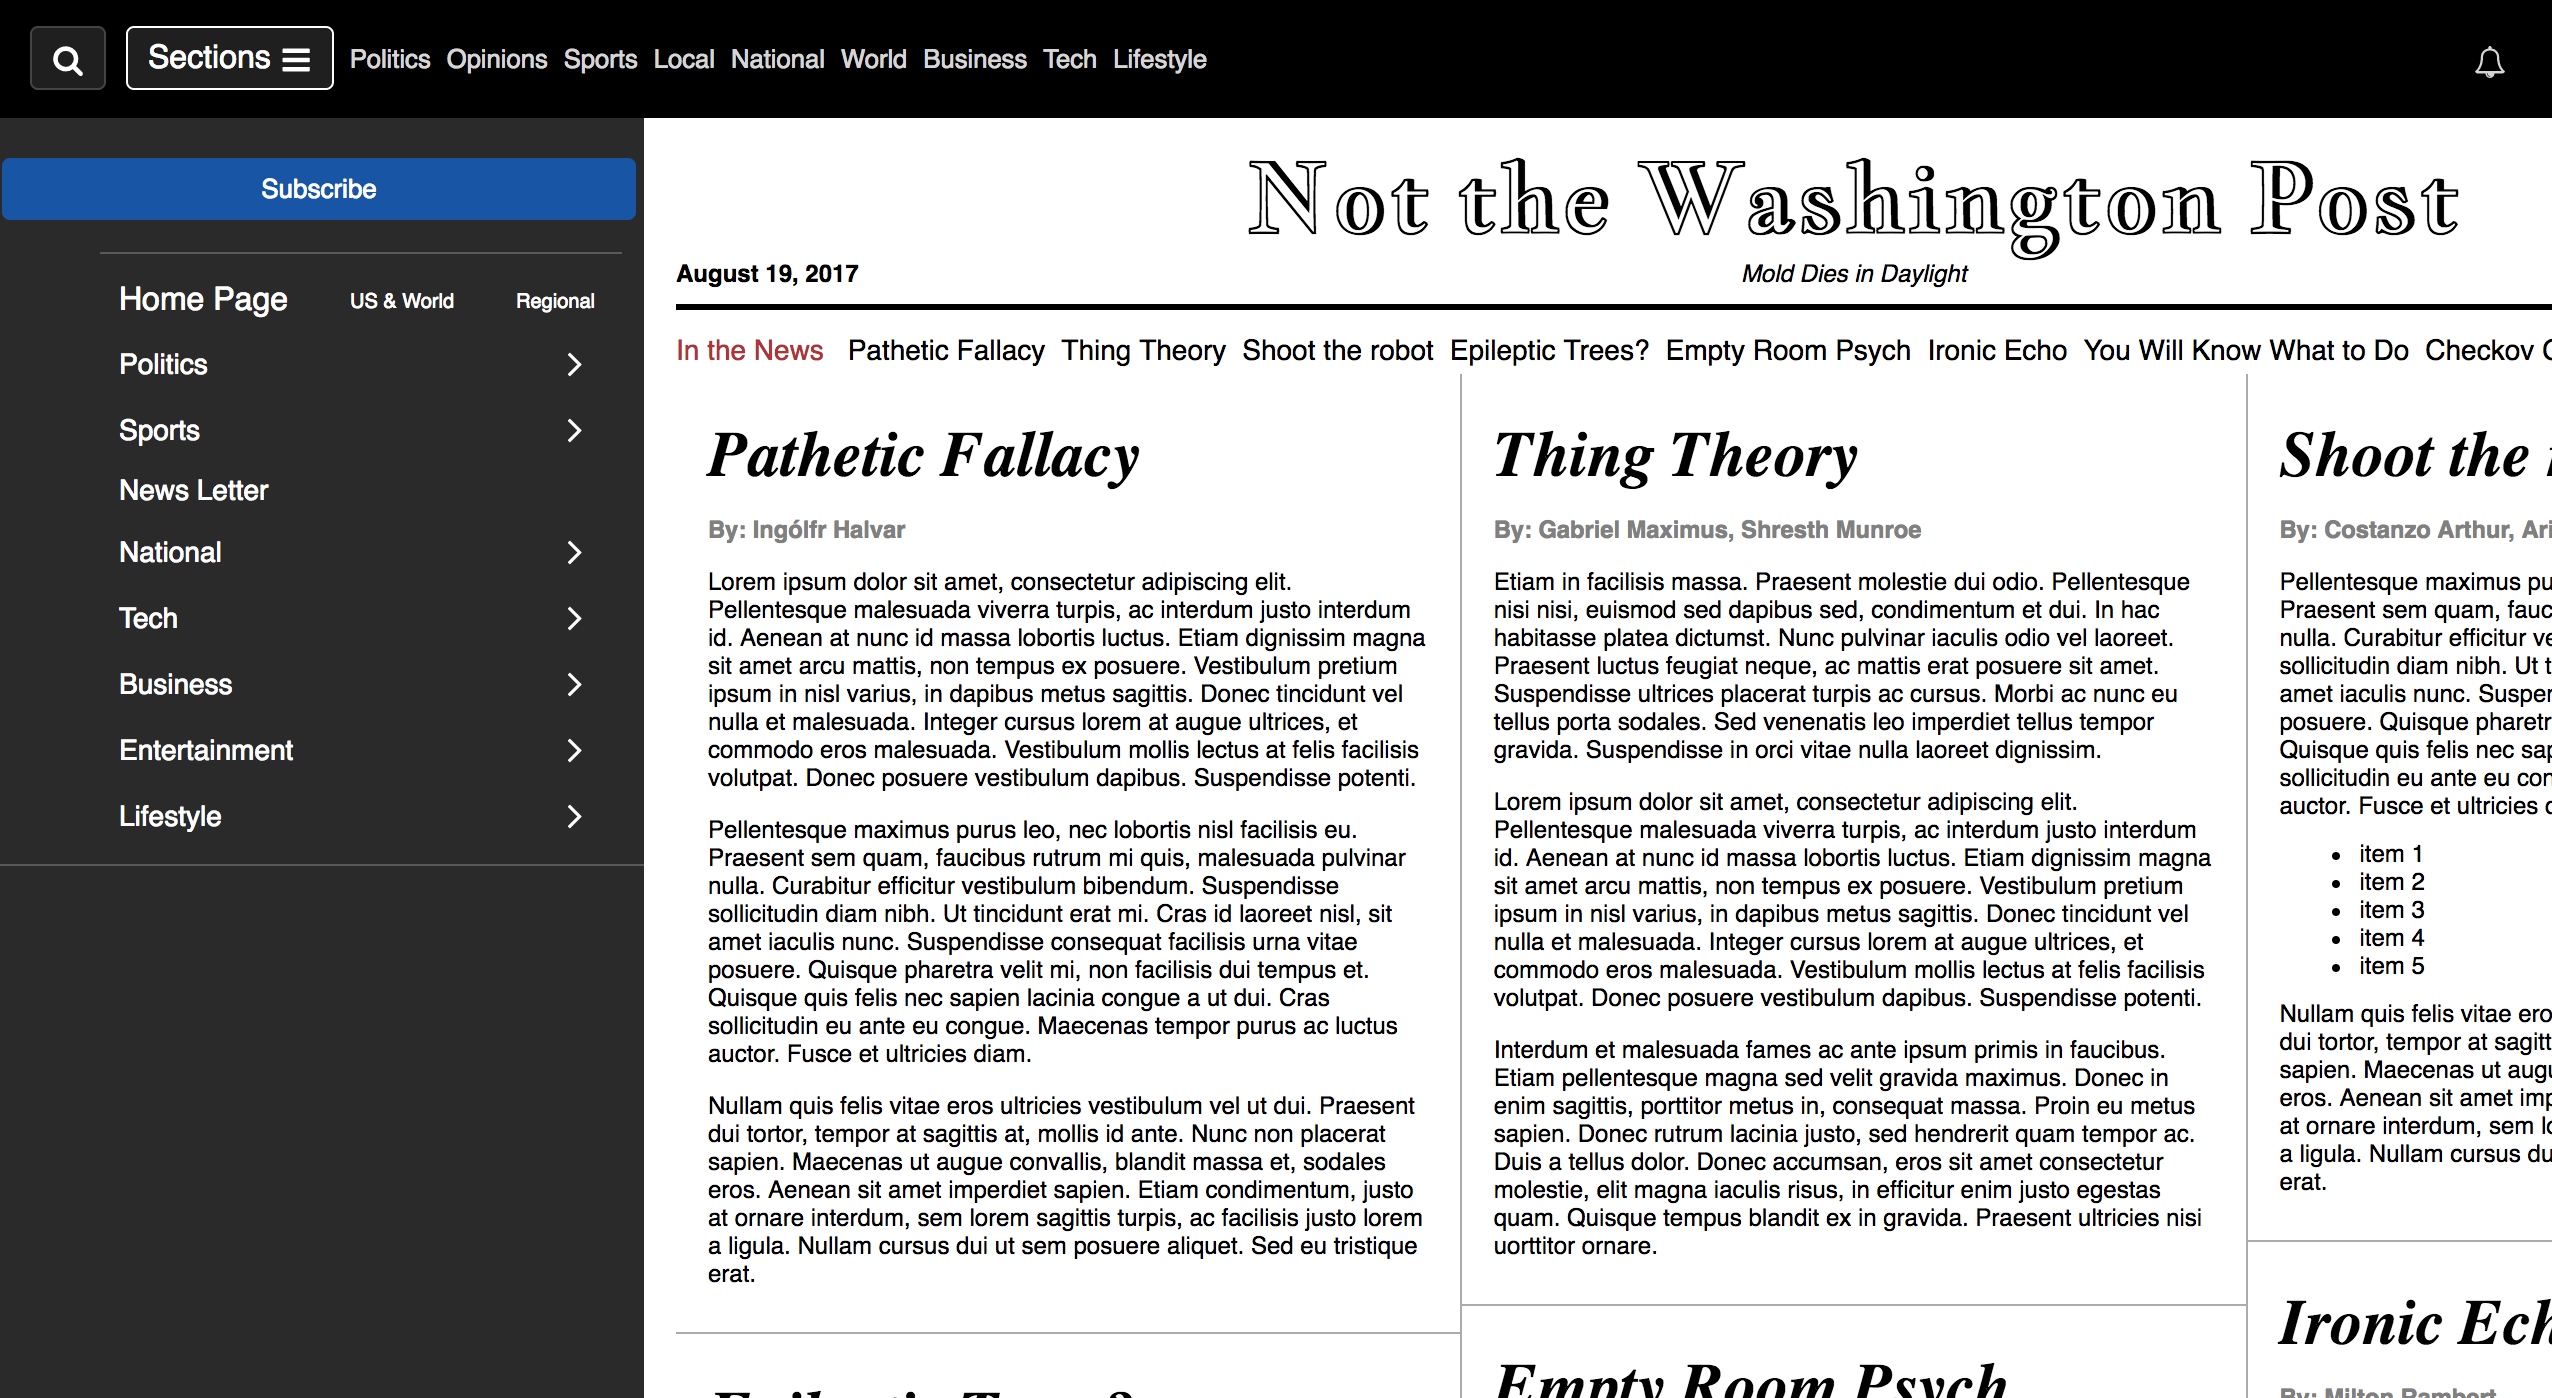 Sections Politics Opinions Sports Local National World Business Tech Lifestyle
Subscribe
Home Page US & World Regional
Politics
Sports
News Letter
National
Tech
Business
Entertainment
Lifestyle
Not the Washington Post
August 19, 2017 Mold Dies in Daylight
In the News Pathetic Fallacy Thing Theory Shoot the robot Epileptic Trees? Empty Room Psych Ironic Echo You Will Know What to Do Checkov
Pathetic Fallacy
By: Ingólfr Halvar
Lorem ipsum dolor sit amet, consectetur adipiscing elit.
Pellentesque malesuada viverra turpis, ac interdum justo interdum
id. Aenean at nunc id massa lobortis luctus. Etiam dignissim magna
sit amet arcu mattis, non tempus ex posuere. Vestibulum pretium
ipsum in nisl varius, in dapibus metus sagittis. Donec tincidunt vel
nulla et malesuada. Integer cursus lorem at augue ultrices, et
commodo eros malesuada. Vestibulum mollis lectus at felis facilisis
volutpat. Donec posuere vestibulum dapibus. Suspendisse potenti.
Pellentesque maximus purus leo, nec lobortis nisl facilisis eu.
Praesent sem quam, faucibus rutrum mi quis, malesuada pulvinar
nulla. Curabitur efficitur vestibulum bibendum. Suspendisse
sollicitudin diam nibh. Ut tincidunt erat mi. Cras id laoreet nisl, sit
amet iaculis nunc. Suspendisse consequat facilisis urna vitae
posuere. Quisque pharetra velit mi, non facilisis dui tempus et.
Quisque quis felis nec sapien lacinia congue a ut dui. Cras
sollicitudin eu ante eu congue. Maecenas tempor purus ac luctus
auctor. Fusce et ultricies diam.
Nullam quis felis vitae eros ultricies vestibulum vel ut dui. Praesent
dui tortor, tempor at sagittis at, mollis id ante. Nunc non placerat
sapien. Maecenas ut augue convallis, blandit massa et, sodales
eros. Aenean sit amet imperdiet sapien. Etiam condimentum, justo
at ornare interdum, sem lorem sagittis turpis, ac facilisis justo lorem
a ligula. Nullam cursus dui ut sem posuere aliquet. Sed eu tristique
erat.
Thing Theory
By: Gabriel Maximus, Shresth Munroe
Etiam in facilisis massa. Praesent molestie dui odio. Pellentesque
nisi nisi, euismod sed dapibus sed, condimentum et dui. In hac
habitasse platea dictumst. Nunc pulvinar iaculis odio vel laoreet.
Praesent luctus feugiat neque, ac mattis erat posuere sit amet.
Suspendisse ultrices placerat turpis ac cursus. Morbi ac nunc eu
tellus porta sodales. Sed venenatis leo imperdiet tellus tempor
gravida. Suspendisse in orci vitae nulla laoreet dignissim.
Lorem ipsum dolor sit amet, consectetur adipiscing elit.
Pellentesque malesuada viverra turpis, ac interdum justo interdum
id. Aenean at nunc id massa lobortis luctus. Etiam dignissim magna
sit amet arcu mattis, non tempus ex posuere. Vestibulum pretium
ipsum in nisl varius, in dapibus metus sagittis. Donec tincidunt vel
nulla et malesuada. Integer cursus lorem at augue ultrices, et
commodo eros malesuada. Vestibulum mollis lectus at felis facilisis
volutpat. Donec posuere vestibulum dapibus. Suspendisse potenti.
Interdum et malesuada fames ac ante ipsum primis in faucibus.
Etiam pellentesque magna sed velit gravida maximus. Donec in
enim sagittis, porttitor metus in, consequat massa. Proin eu metus
sapien. Donec rutrum lacinia justo, sed hendrerit quam tempor ac.
Duis a tellus dolor. Donec accumsan, eros sit amet consectetur
molestie, elit magna iaculis risus, in efficitur enim justo egestas
quam. Quisque tempus blandit ex in gravida. Praesent ultricies nisi
uorttitor ornare.
Empty Room Psych
Shoot the
By: Costanzo Arthur, Ari
Pellentesque maximus pu
Praesent sem quam, fauc
nulla. Curabitur efficitur ve
sollicitudin diam nibh. Ut t
amet iaculis nunc. Susper
posuere. Quisque pharetr
Quisque quis felis nec sap
sollicitudin eu ante eu con
auctor. Fusce et ultricies
item 1
item 2
item 3
item 4
item 5
Nullam quis felis vitae ero
dui tortor, tempor at sagitt
sapien. Maecenas ut augu
eros. Aenean sit amet imp
at ornare interdum, sem lo
a ligula. Nullam cursus du
erat.
Ironic Ech